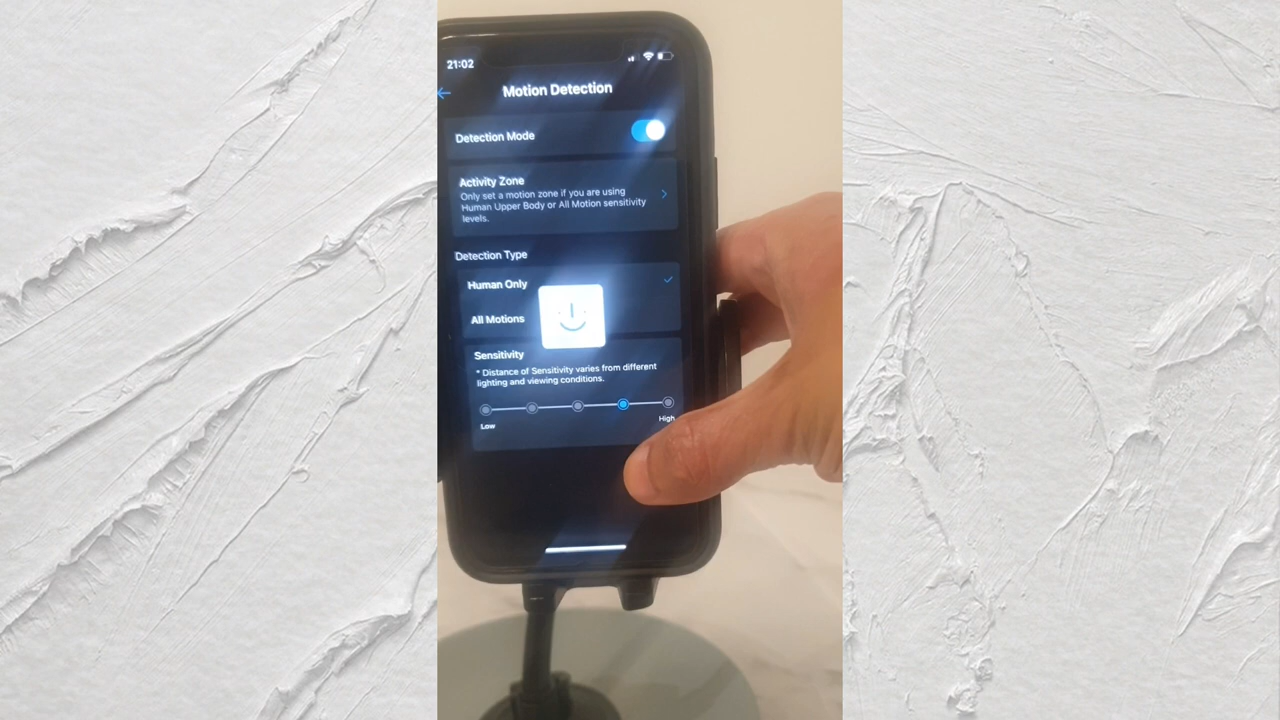 21:02
Motion Detection
Detection Mode
Activity Zone
Only set a motion zone if you are using
Human Upper Body or All Motion sensitivity
levels.
Detection Type
Human Only
All Motions
Sensitivity
* Distance of Sensitivity varies from different
lighting and viewing conditions.
Low
High